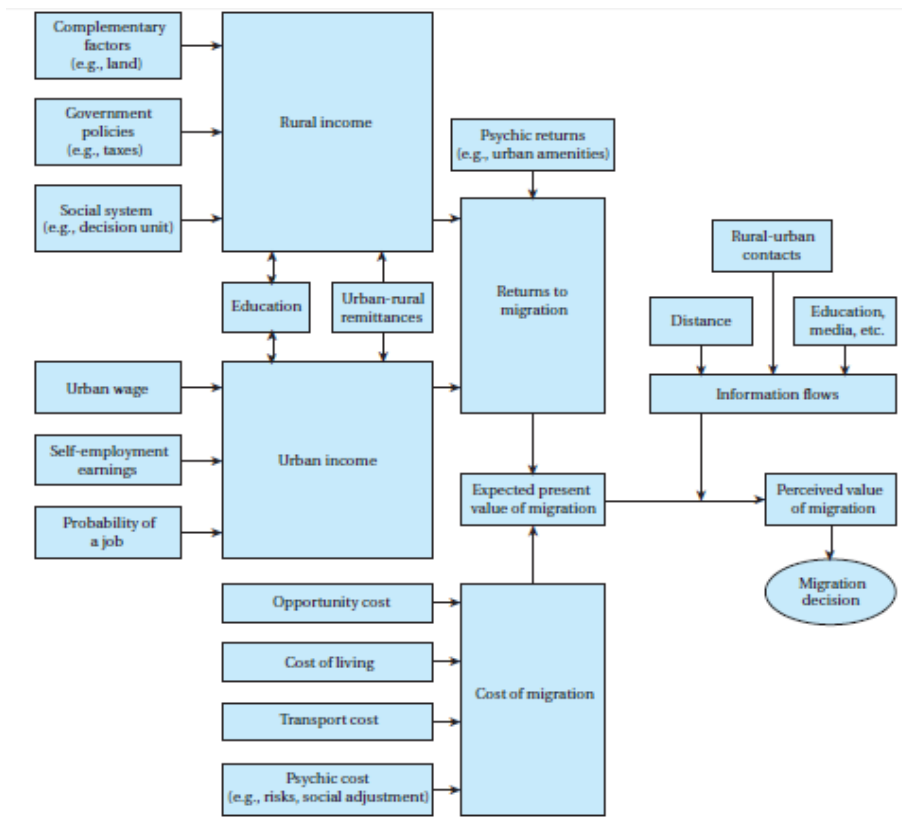 Complementary
factors
(e.g., land)
Government
policies
(e.g., taxes)
Social system
(e.g., decision unit)
Rural income
Psychic returns
(e.g., urban amenities)
Rural-urban
contacts
Education
Urban-rural
remittances
Returns to
migration
Distance
Education,
media, etc.
Information flows
Urban wage
Self-employment
earnings
Probability of
a job
Urban income
Expected present
value of migration
Perceived value
of migration
Migration
decision
Opportunity cost
Cost of living
Transport cost
Psychic cost
(e.g., risks, social adjustment)
Cost of migration